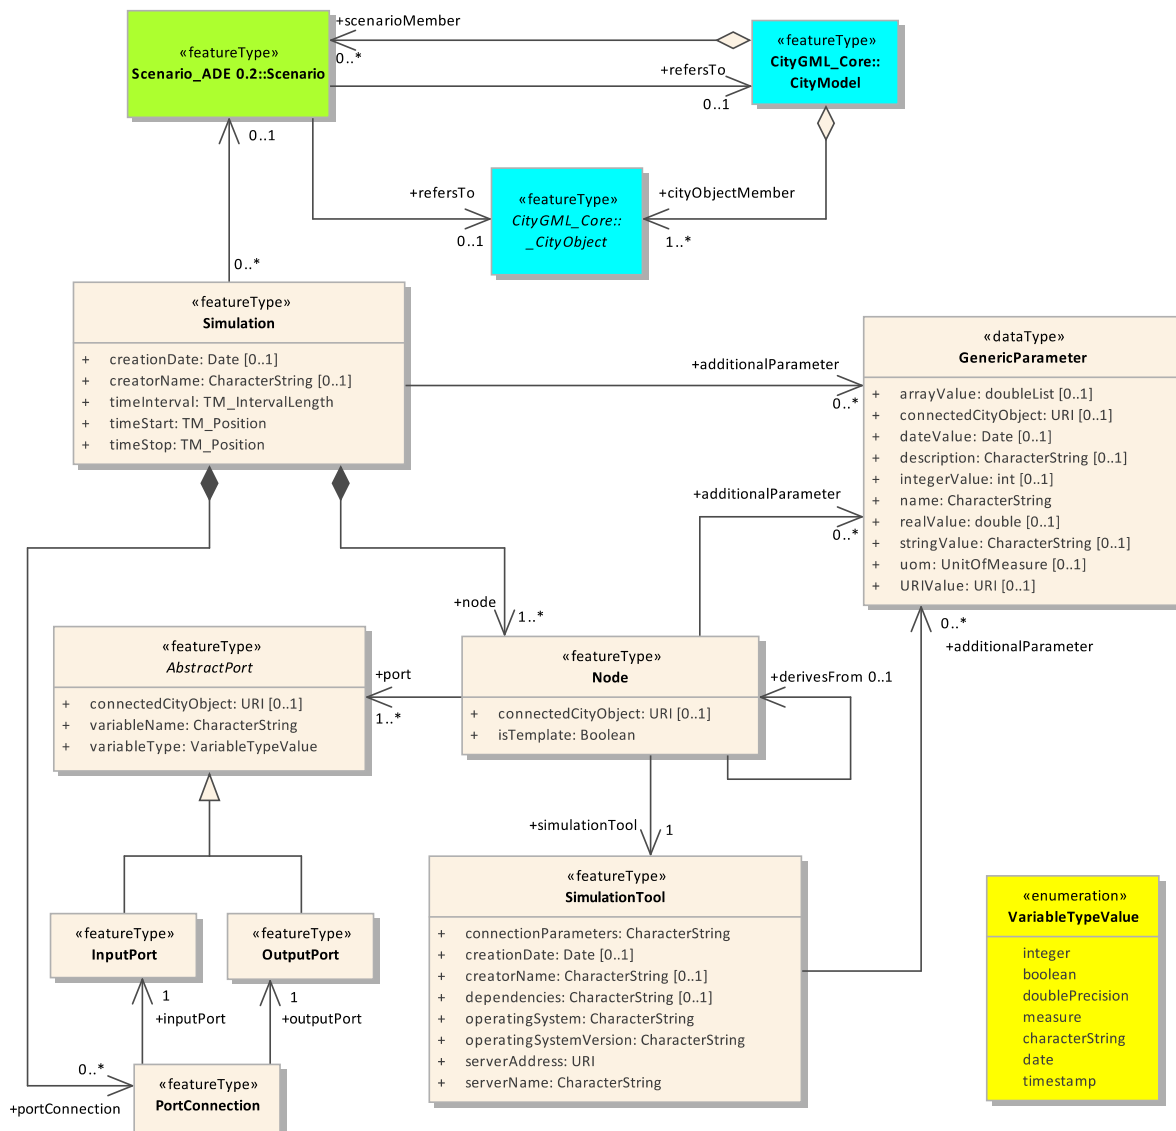 «featureType»
Scenario_ADE 0.2::Scenario
+scenarioMember
0..*
«featureType»
CityGML_Core::
CityModel
+refersTo
0..1
0..1
+refersTo
0..1
«featureType»
CityGML_Core::
_CityObject
+cityObjectMember
1..*
0..*
«featureType»
Simulation
+ creationDate: Date [0..1]
+ creatorName: CharacterString [0..1]
+ timeInterval: TM_IntervalLength
+ timeStart: TM_Position
+ timeStop: TM_Position
+additionalParameter
0..*
«dataType»
GenericParameter
+ arrayValue: doubleList [0..1]
+ connectedCityObject: URI [0..1]
+ dateValue: Date [0..1]
+ description: CharacterString [0..1]
+ integerValue: int [0..1]
+ name: CharacterString
+ realValue: double [0..1]
+ stringValue: CharacterString [0..1]
+ uom: UnitOfMeasure [0..1]
+ URIValue: URI [0..1]
+additionalParameter
0..*
+node
1..*
0..*
+additionalParameter
«featureType»
AbstractPort
+ connectedCityObject: URI [0..1]
+ variableName: CharacterString
+ variableType: VariableTypeValue
+port
1..*
«featureType»
Node
+ connectedCityObject: URI [0..1]
+ isTemplate: Boolean
+derivesFrom 0..1
+simulationTool
1
«featureType»
SimulationTool
+ connectionParameters: CharacterString
+ creationDate: Date [0..1]
+ creatorName: CharacterString [0..1]
+ dependencies: CharacterString [0..1]
+ operatingSystem: CharacterString
+ operatingSystemVersion: CharacterString
+ serverAddress: URI
+ serverName: CharacterString
«enumeration»
VariableTypeValue
integer
boolean
doublePrecision
measure
characterString
date
timestamp
«featureType»
InputPort
«featureType»
OutputPort
1
+inputPort
1
+outputPort
0..*
+portConnection
«featureType»
PortConnection